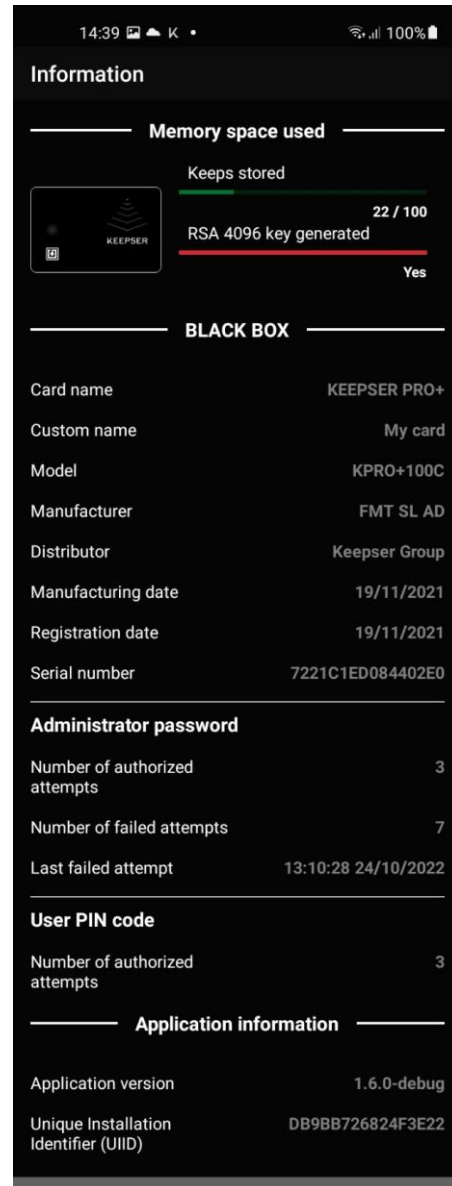 14:39 K • 100%
Information
Memory space used
Keeps stored
22 / 100
RSA 4096 key generated
Yes
KEEPSER
BLACK BOX
Card name KEEPSER PRO+
Custom name My card
Model KPRO+100C
Manufacturer FMT SL AD
Distributor Keepser Group
Manufacturing date 19/11/2021
Registration date 19/11/2021
Serial number 7221C1ED084402E0
Administrator password
Number of authorized 3
attempts
Number of failed attempts 7
Last failed attempt 13:10:28 24/10/2022
User PIN code
Number of authorized 3
attempts
Application information
Application version 1.6.0-debug
Unique Installation DB9BB726824F3E22
Identifier (UIID)